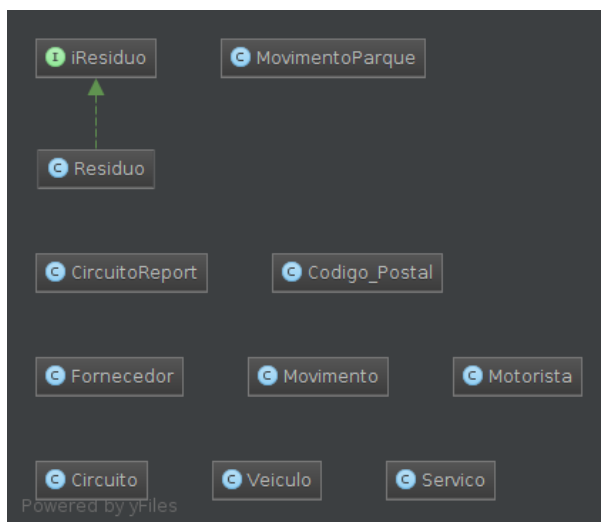 I iResiduo
C MovimentoParque
C Residuo
C CircuitoReport
C Codigo_Postal
C Fornecedor
C Movimento
C Motorista
C Circuito
C Veiculo
C Servico
Powered by yFiles